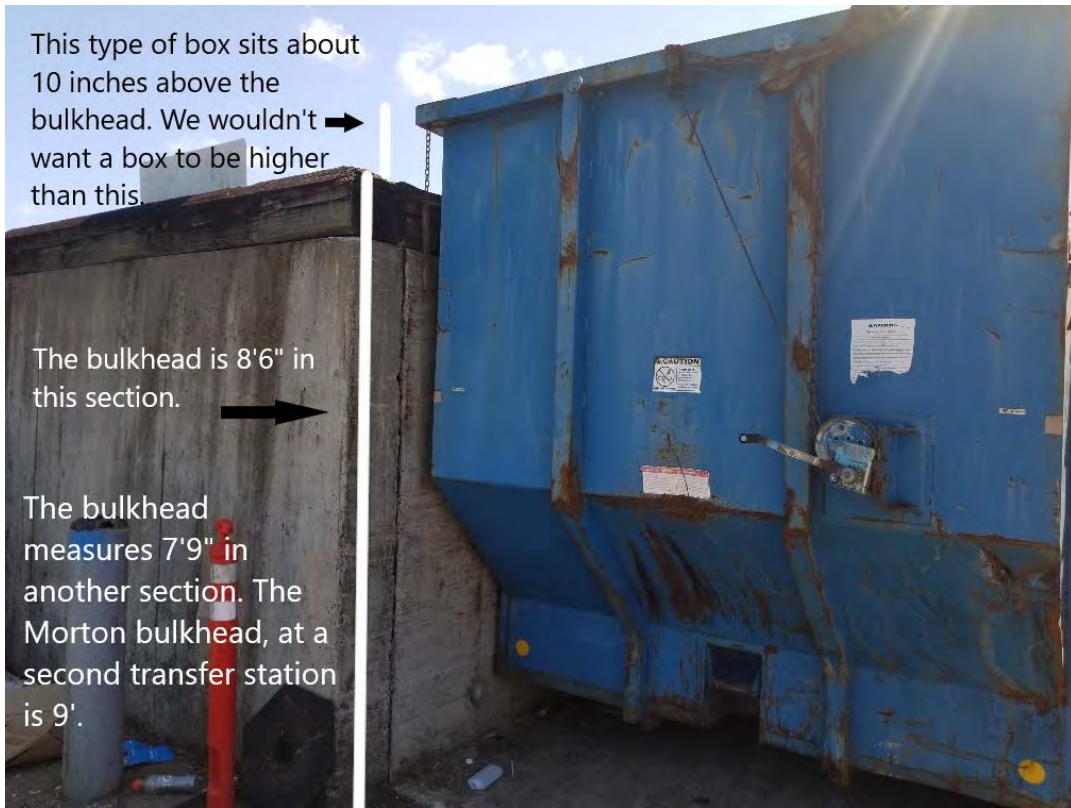 This type of box sits about
10 inches above the
bulkhead. We wouldn't
want a box to be higher
than this.
The bulkhead is 8'6" in
this section.
The bulkhead
measures 7'9" in
another section. The
Morton bulkhead, at a
second transfer station
is 9'.
CAUTION
WARNING